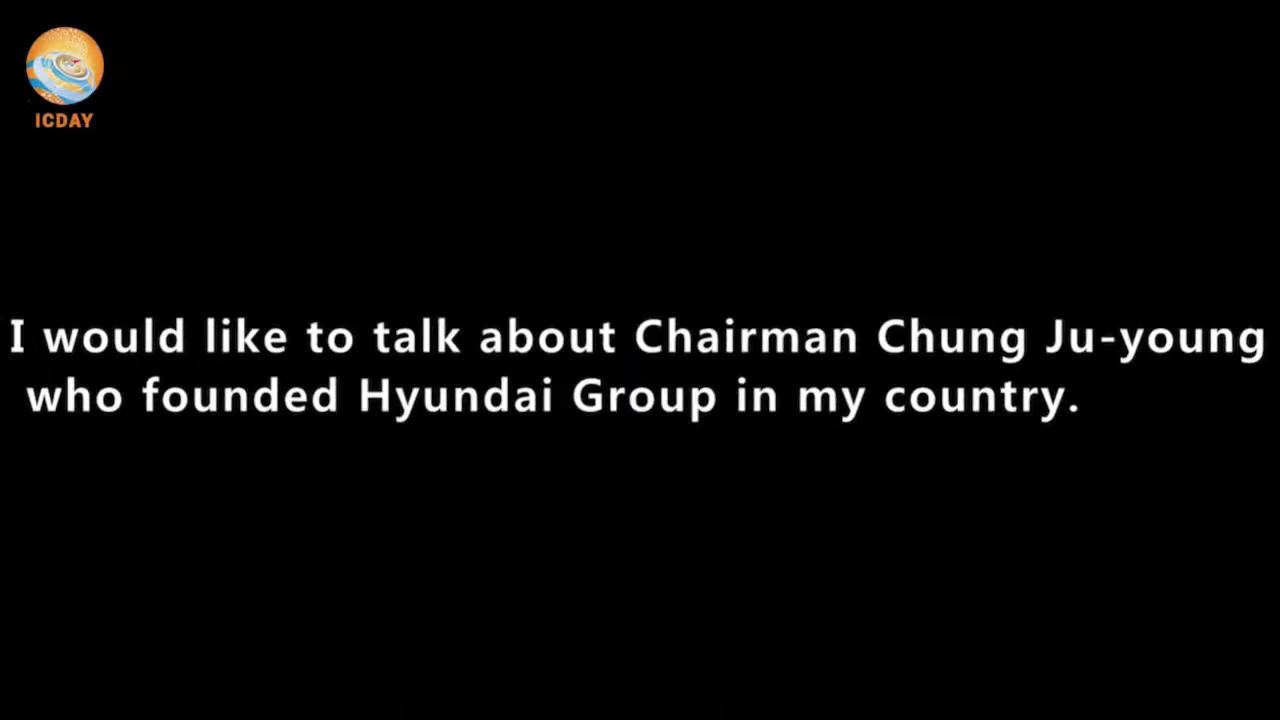 ICDAY
I would like to talk about Chairman Chung Ju-young
who founded Hyundai Group in my country.